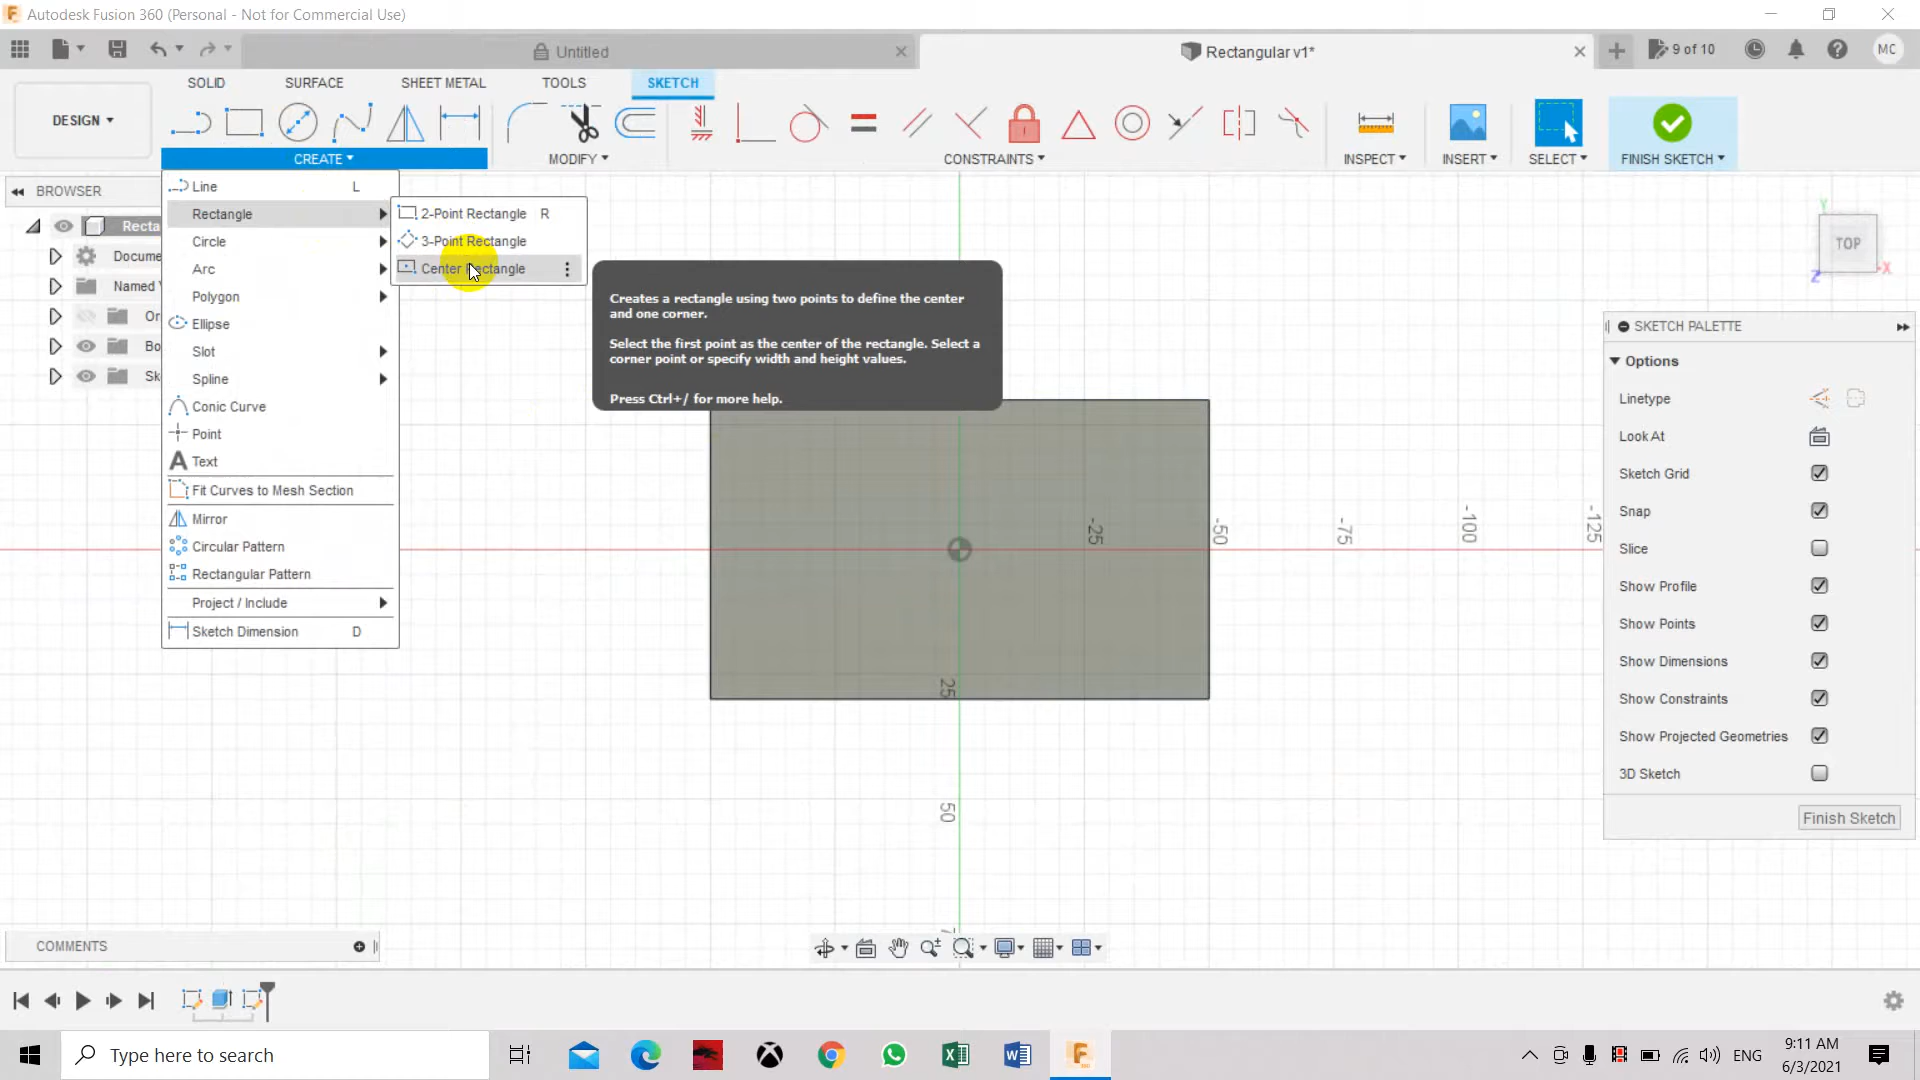 Autodesk Fusion 360 (Personal - Not for Commercial Use)
Untitled
Rectangular v1*
9 of 10
MC
SOLID
SURFACE
SHEET METAL
TOOLS
SKETCH
DESIGN
CREATE
MODIFY
CONSTRAINTS
INSPECT
INSERT
SELECT
FINISH SKETCH
BROWSER
Recta
Docume
Named
Or
Bo
Sk
Line L
Rectangle
Circle
Arc
Polygon
Ellipse
Slot
Spline
Conic Curve
Point
Text
Fit Curves to Mesh Section
Mirror
Circular Pattern
Rectangular Pattern
Project / Include
Sketch Dimension D
2-Point Rectangle R
3-Point Rectangle
Center Rectangle
Creates a rectangle using two points to define the center
and one corner.
Select the first point as the center of the rectangle. Select a
corner point or specify width and height values.
Press Ctrl+/ for more help.
-25
-50
-75
-100
-125
25
50
Y
TOP
X
Z
SKETCH PALETTE
Options
Linetype
Look At
Sketch Grid
Snap
Slice
Show Profile
Show Points
Show Dimensions
Show Constraints
Show Projected Geometries
3D Sketch
Finish Sketch
COMMENTS
Type here to search
ENG
9:11 AM
6/3/2021